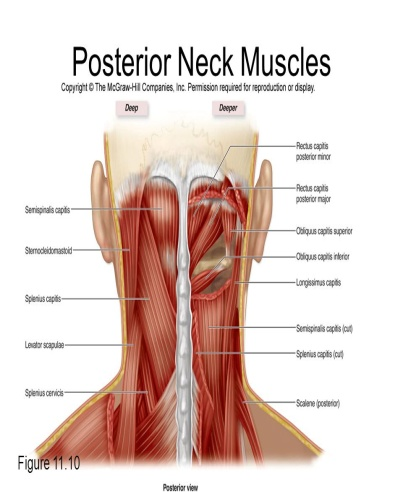 Posterior Neck Muscles
Copyright © The McGraw-Hill Companies, Inc. Permission required for reproduction or display.
Deep
Deeper
Semispinalis capitis
Sternocleidomastoid
Splenius capitis
Levator scapulae
Splenius cervicis
Rectus capitis
posterior minor
Rectus capitis
posterior major
Obliquus capitis superior
Obliquus capitis inferior
Longissimus capitis
Semispinalis capitis (cut)
Splenius capitis (cut)
Scalene (posterior)
Figure 11.10
Posterior view